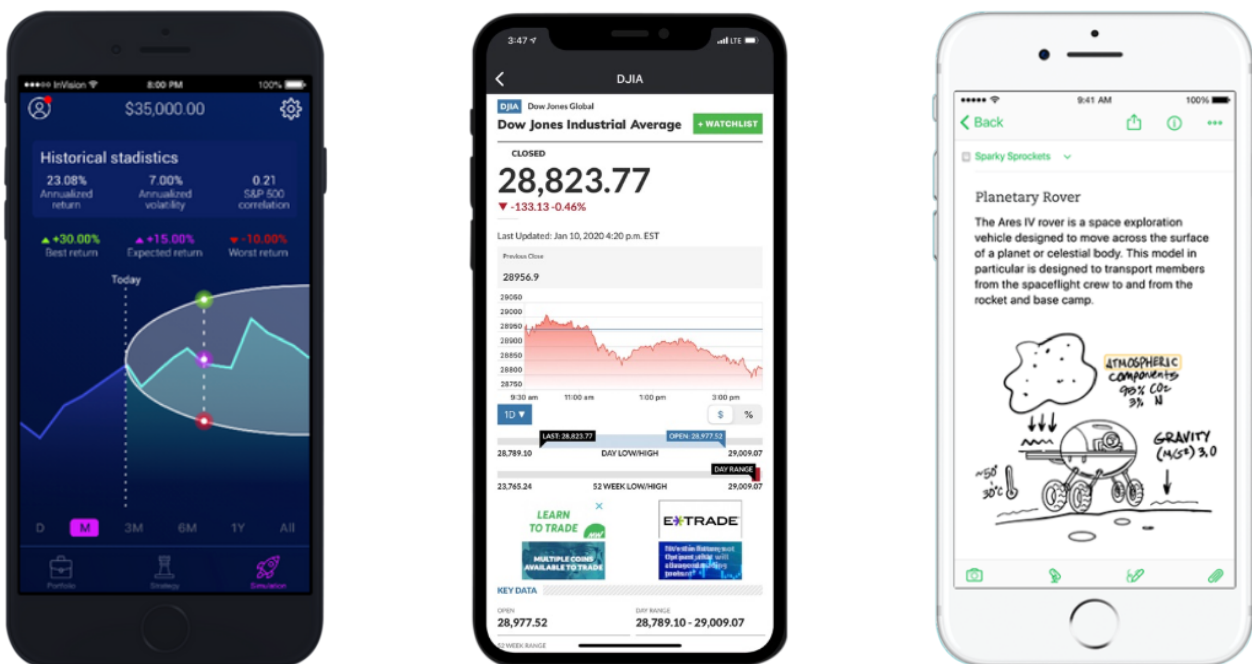 ●●●●○ InVision 8:00 PM 100%
$35,000.00
Historical stadistics
23.08% 7.00% 0.21
Annualized Annualized S&P 500
return volatility correlation
▲+30.00% ▲+15.00% ▼-10.00%
Best return Expected return Worst return
Today
D M 3M 6M 1Y All
Portfolio Strategy Simulation
3:47 LTE
DJIA
DJIA Dow Jones Global
Dow Jones Industrial Average + WATCHLIST
CLOSED
28,823.77
▼ -133.13 -0.46%
Last Updated: Jan 10, 2020 4:20 p.m. EST
Previous Close
28956.9
29050
29000
28950
28900
28850
28800
28750
9:30 am 11:00 am 1:00 pm 3:00 pm
1D ▼ $ %
LAST: 28,823.77 OPEN: 28,977.52
28,789.10 DAY LOW/HIGH 29,009.07
DAY RANGE
23,765.24 52 WEEK LOW/HIGH 29,009.07
LEARN
TO TRADE
MULTIPLE COINS
AVAILABLE TO TRADE
E*TRADE
KEY DATA
OPEN DAY RANGE
28,977.52 28,789.10 - 29,009.07
52 WEEK RANGE
9:41 AM 100%
Back
Sparky Sprockets
Planetary Rover
The Ares IV rover is a space exploration
vehicle designed to move across the surface
of a planet or celestial body. This model in
particular is designed to transport members
from the spaceflight crew to and from the
rocket and base camp.
ATMOSPHERIC
components
98% CO2
3% N
GRAVITY
(M/S²) 3,0
~50°
30°C